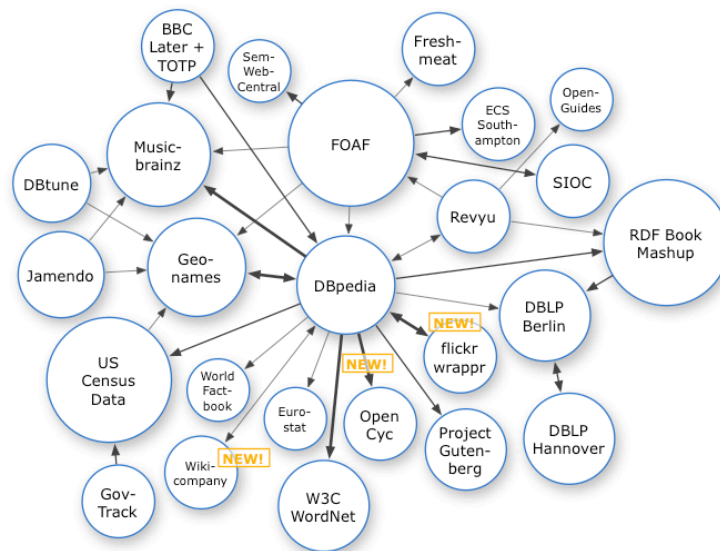 BBC
Later +
TOTP
Sem-
Web-
Central
Fresh-
meat
FOAF
ECS
South-
ampton
Open-
Guides
Music-
brainz
SIOC
DBtune
Revyu
RDF Book
Mashup
Geo-
names
Jamendo
DBpedia
DBLP
Berlin
NEW!
flickr
wrappr
US
Census
Data
NEW!
World
Fact-
book
Euro-
stat
Open
Cyc
Project
Guten-
berg
DBLP
Hannover
Wiki-
company
NEW!
Gov-
Track
W3C
WordNet